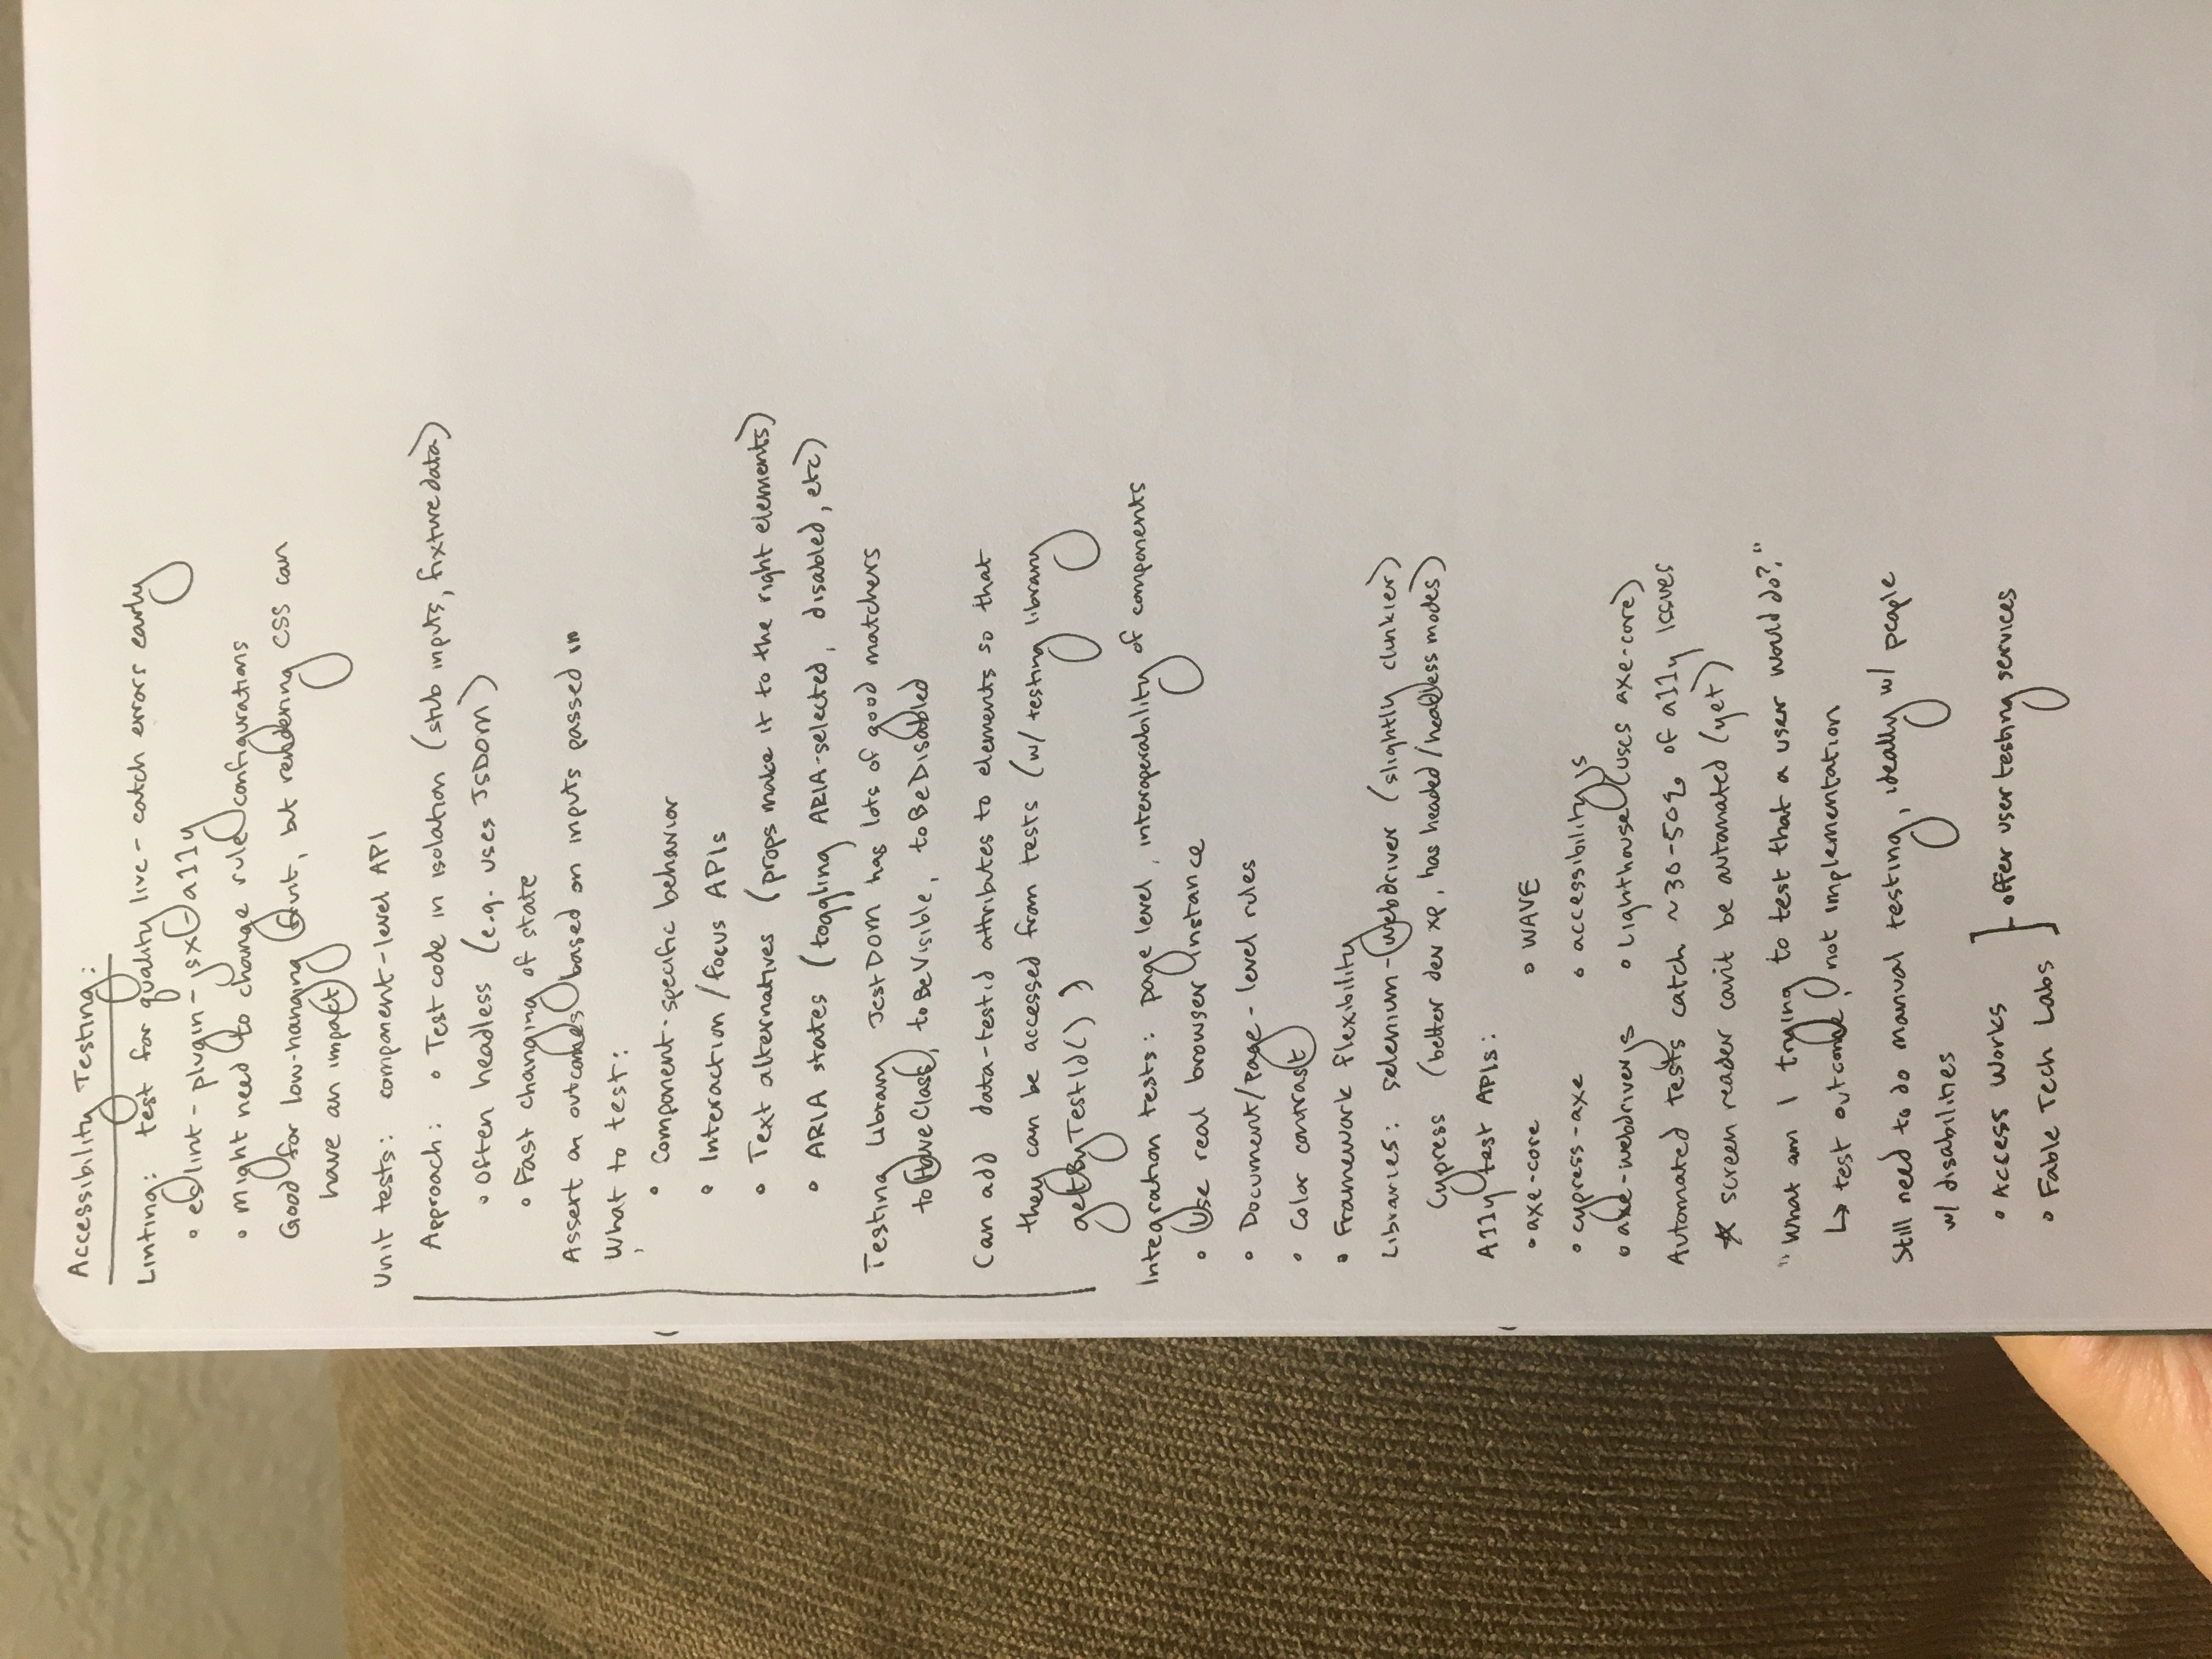 Accessibility Testing:
Linting: test for quality live - catch errors early
• eslint-plugin-jsx-a11y
• might need to change rule configurations
Good for low-hanging fruit, but rendering CSS can
have an impact
Unit tests: component-level API
Approach: • Test code in isolation (stub inputs, fixture data)
• Often headless (e.g. uses JSDOM)
• Fast changing of state
Assert on outcomes based on inputs passed in
What to test:
• Component-specific behavior
• Interaction/focus APIs
• Text alternatives (props make it to the right elements)
• ARIA states (toggling ARIA-selected, disabled, etc)
Testing Library JestDOM has lots of good matchers
toHaveClass, toBeVisible, toBeDisabled
Can add data-testid attributes to elements so that
they can be accessed from tests (w/ testing library
getByTestId())
Integration tests: page level, interoperability of components
• Use real browser instance
• Document/page-level rules
• Color contrast
• Framework flexibility
Libraries: selenium-webdriver (slightly clunkier)
Cypress (better dev xp, has headed/headless modes)
A11y test APIs:
• axe-core • WAVE
• cypress-axe • accessibilityjs
• axe-webdriverjs • Lighthouse (uses axe-core)
Automated tests catch ~30-50% of a11y issues
☆ screen reader can't be automated (yet)
"What am I trying to test that a user would do?"
↳ test outcome, not implementation
Still need to do manual testing, ideally w/ people
w/ disabilities
• Access Works
• Fable Tech Labs
} offer user testing services